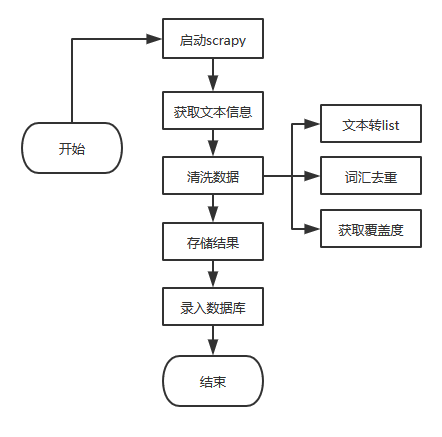 启动scrapy
获取文本信息
文本转list
开始
清洗数据
词汇去重
存储结果
获取覆盖度
录入数据库
结束